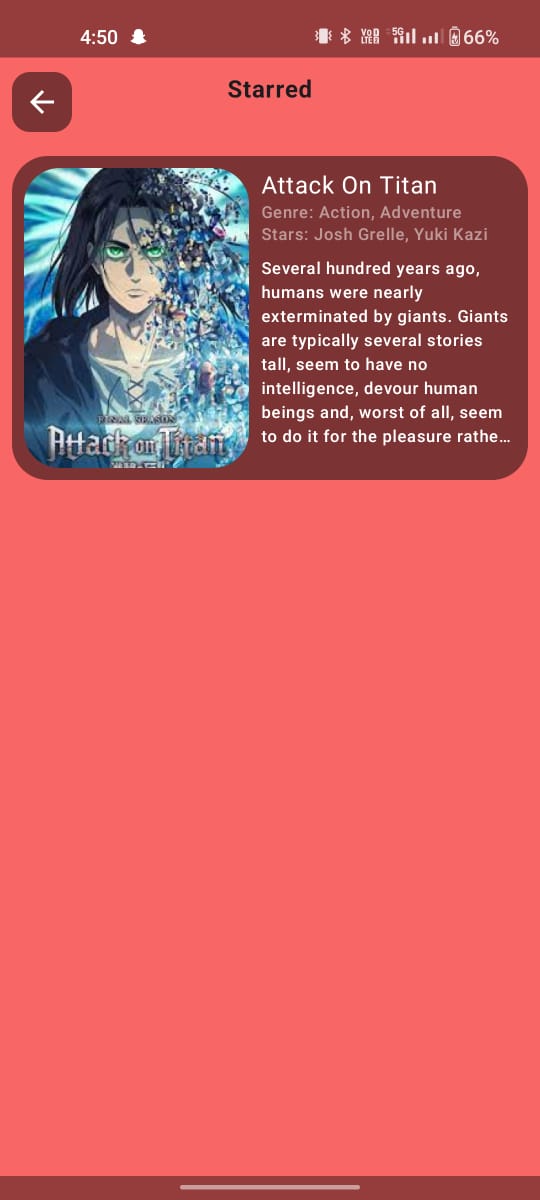 4:50
VoD
LTE2
5G
66%
Starred
Attack On Titan
Genre: Action, Adventure
Stars: Josh Grelle, Yuki Kazi
Several hundred years ago,
humans were nearly
exterminated by giants. Giants
are typically several stories
tall, seem to have no
intelligence, devour human
beings and, worst of all, seem
to do it for the pleasure rathe…
FINAL SEASON
Attack on Titan